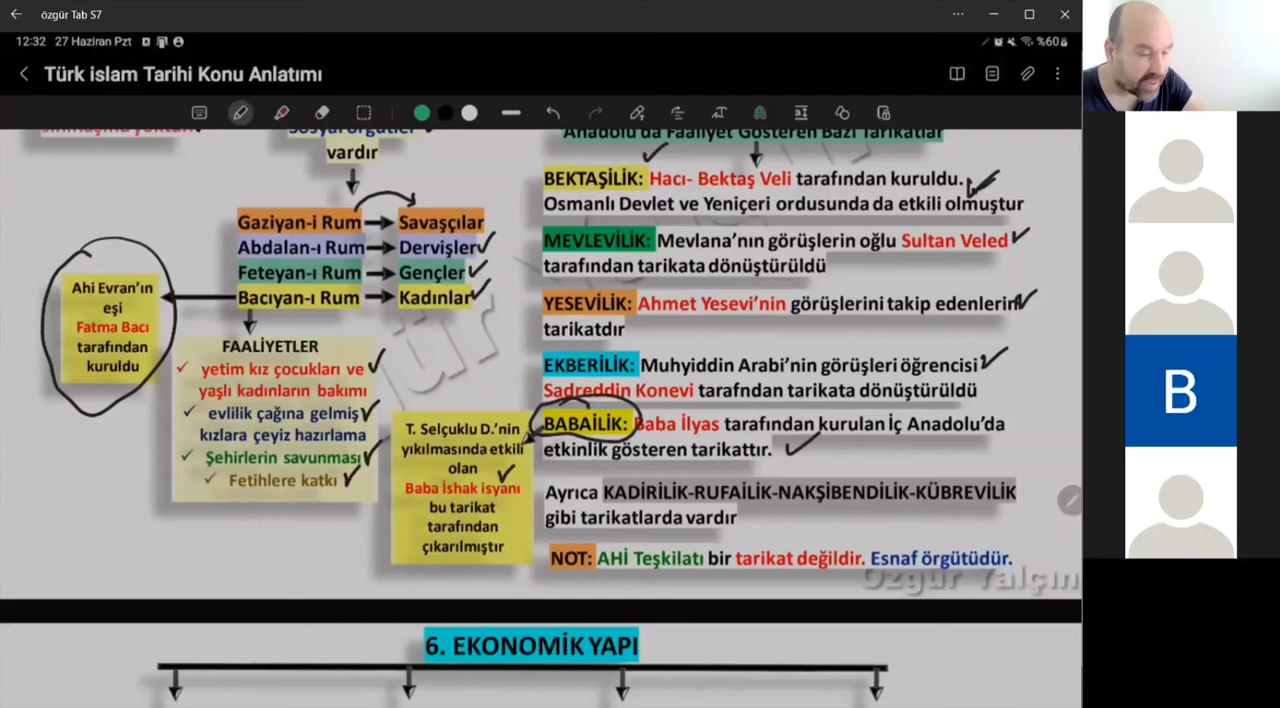 özgür Tab S7
12:32 27 Haziran Pzt
%60
Türk islam Tarihi Konu Anlatımı
sınırlaşma yoktur.
Sosyal örgütler
vardır
Gaziyan-i Rum Savaşçılar
Abdalan-ı Rum Dervişler
Feteyan-ı Rum Gençler
Bacıyan-ı Rum Kadınlar
Ahi Evran’ın
eşi
Fatma Bacı
tarafından
kuruldu
FAALİYETLER
yetim kız çocukları ve
yaşlı kadınların bakımı
evlilik çağına gelmiş
kızlara çeyiz hazırlama
Şehirlerin savunması
Fetihlere katkı
T. Selçuklu D.’nin
yıkılmasında etkili
olan
Baba İshak isyanı
bu tarikat
tarafından
çıkarılmıştır
Anadolu’da Faaliyet Gösteren Bazı Tarikatlar
BEKTAŞİLİK: Hacı- Bektaş Veli tarafından kuruldu.
Osmanlı Devlet ve Yeniçeri ordusunda da etkili olmuştur
MEVLEVİLİK: Mevlana’nın görüşlerin oğlu Sultan Veled
tarafından tarikata dönüştürüldü
YESEVİLİK: Ahmet Yesevi’nin görüşlerini takip edenlerin
tarikatdır
EKBERİLİK: Muhyiddin Arabi’nin görüşleri öğrencisi
Sadreddin Konevi tarafndan tarikata dönüştürüldü
BABAİLİK: Baba İlyas tarafından kurulan İç Anadolu’da
etkinlik gösteren tarikattır.
Ayrıca KADİRİLİK-RUFAİLİK-NAKŞİBENDİLİK-KÜBREVİLİK
gibi tarikatlarda vardır
NOT: AHİ Teşkilatı bir tarikat değildir. Esnaf örgütüdür.
Özgür Yalçın
6. EKONOMİK YAPI
B